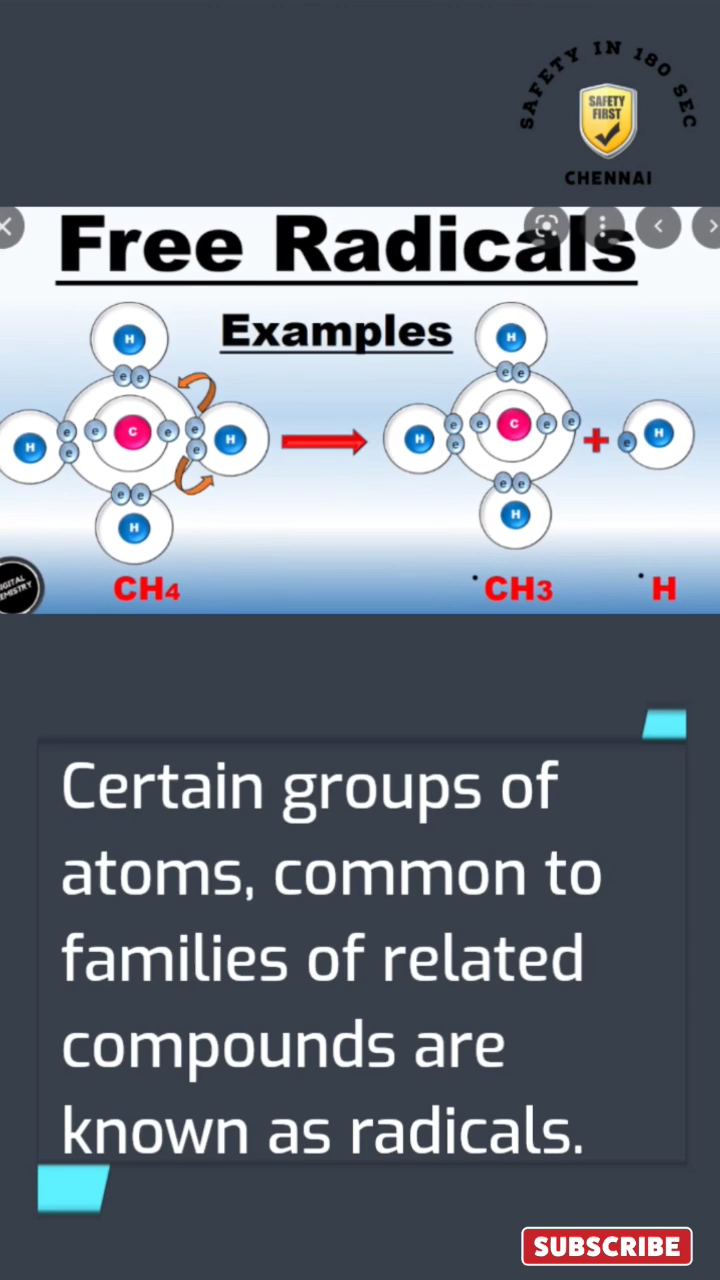 SAFETY IN 180 SEC
SAFETY
FIRST
CHENNAI
Free Radicals
Examples
H
H
e e
e e
C
C
H
e
e
e
e
e
H
H
e
e
e
e
e
e
H
e e
e e
H
H
CH4
CH3
H
Certain groups of
atoms, common to
families of related
compounds are
known as radicals.
SUBSCRIBE